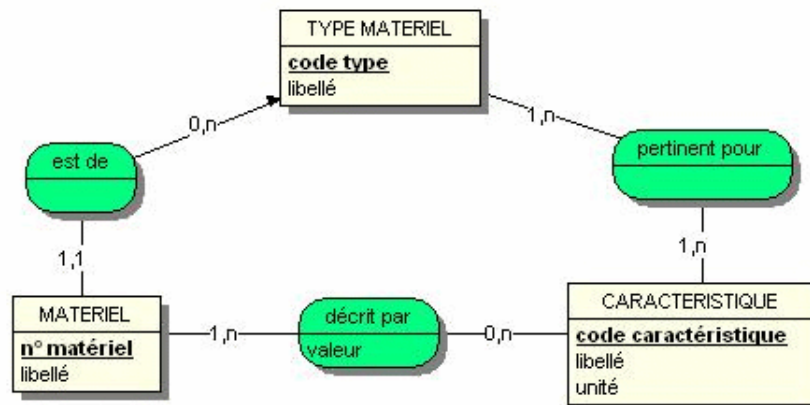 TYPE MATERIEL
code type
libellé
0,n
1,n
est de
pertinent pour
1,1
1,n
MATERIEL
n° matériel
libellé
1,n
décrit par
valeur
0,n
CARACTERISTIQUE
code caractéristique
libellé
unité